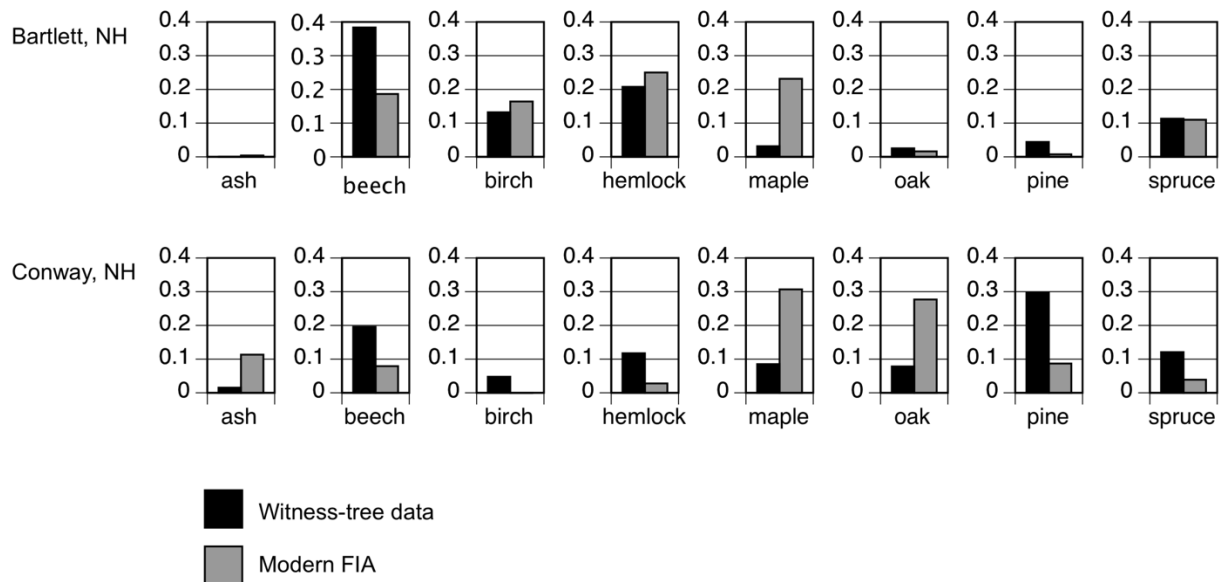 Bartlett, NH
0.4 0.4 0.4 0.4 0.4 0.4 0.4 0.4
0.3 0.3 0.3 0.3 0.3 0.3 0.3 0.3
0.2 0.2 0.2 0.2 0.2 0.2 0.2 0.2
0.1 0.1 0.1 0.1 0.1 0.1 0.1 0.1
0 0 0 0 0 0 0 0
ash beech birch hemlock maple oak pine spruce
Conway, NH
0.4 0.4 0.4 0.4 0.4 0.4 0.4 0.4
0.3 0.3 0.3 0.3 0.3 0.3 0.3 0.3
0.2 0.2 0.2 0.2 0.2 0.2 0.2 0.2
0.1 0.1 0.1 0.1 0.1 0.1 0.1 0.1
0 0 0 0 0 0 0 0
ash beech birch hemlock maple oak pine spruce
Witness-tree data
Modern FIA